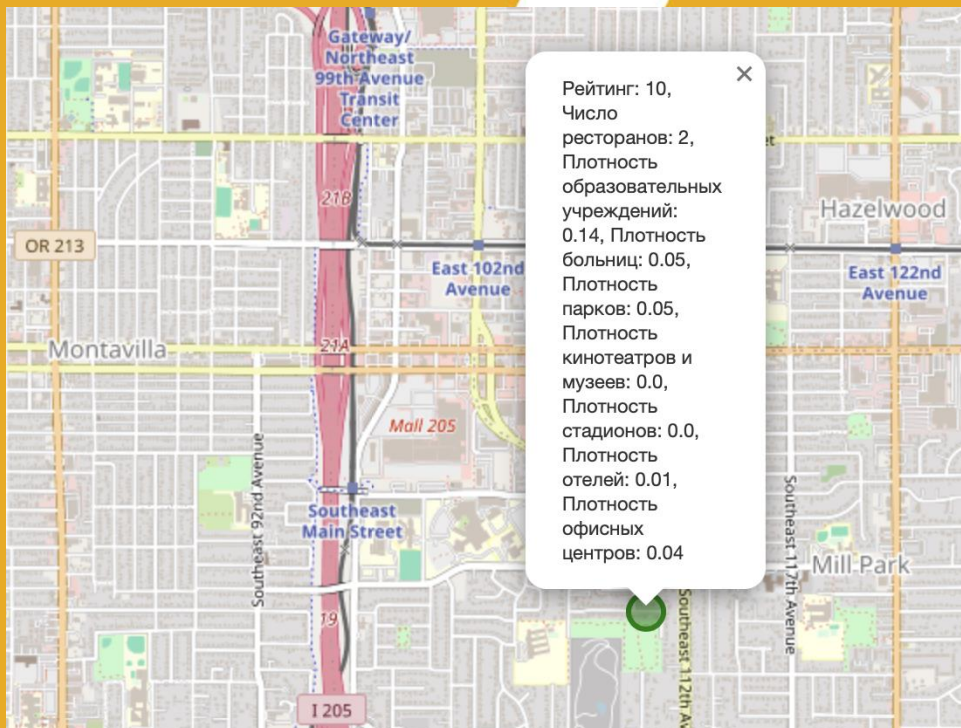 Gateway/
Northeast
99th Avenue
Transit
Center
21B
OR 213
East 102nd
Avenue
Hazelwood
East 122nd
Avenue
Montavilla
21A
Mall 205
Southeast 92nd Avenue
Southeast
Main Street
19
I 205
Рейтинг: 10,
Число
ресторанов: 2,
Плотность
образовательных
учреждений:
0.14, Плотность
больниц: 0.05,
Плотность
парков: 0.05,
Плотность
кинотеатров и
музеев: 0.0,
Плотность
стадионов: 0.0,
Плотность
отелей: 0.01,
Плотность
офисных
центров: 0.04
Southeast 117th Avenue
Mill Park
Southeast 112th Av